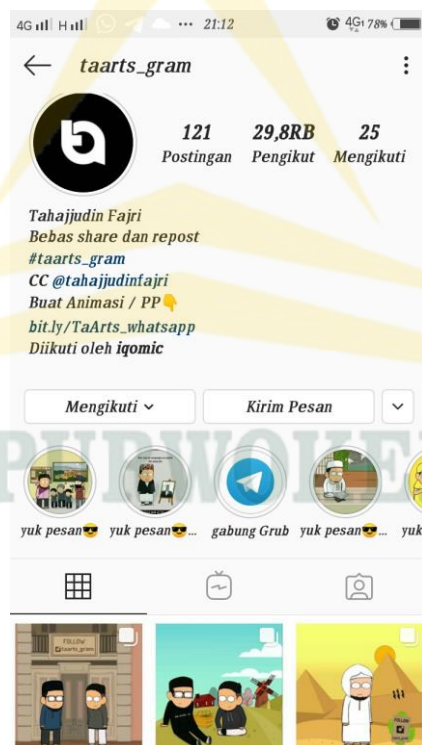 4G H ... 21:12 4G+ 78%
taarts_gram
121 29,8RB 25
Postingan Pengikut Mengikuti
Tahajjudin Fajri
Bebas share dan repost
#taarts_gram
CC @tahajjudinfajri
Buat Animasi / PP👇
bit.ly/TaArts_whatsapp
Diikuti oleh iqomic
Mengikuti Kirim Pesan
yuk pesan😎 yuk pesan😎... gabung Grub yuk pesan😎... yuk
FOLLOW
taarts_gram